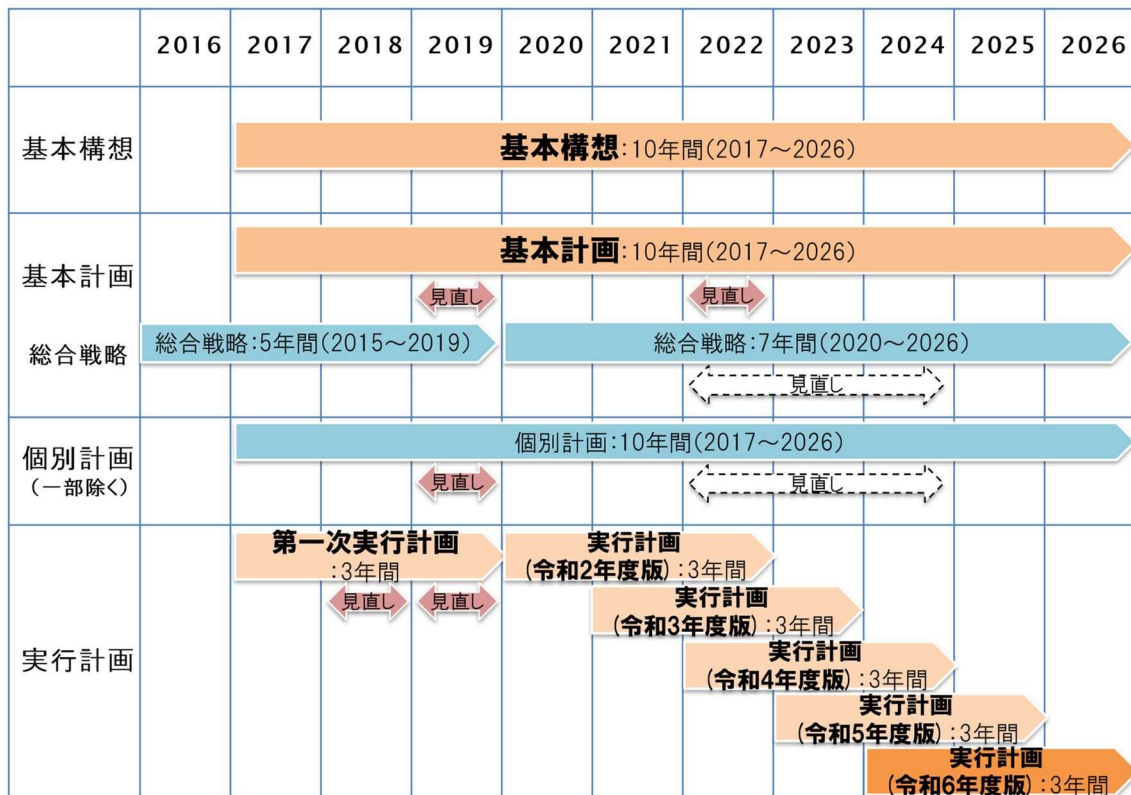 2016 2017 2018 2019 2020 2021 2022 2023 2024 2025 2026
基本構想
基本構想:10年間(2017～2026)
基本計画
基本計画:10年間(2017～2026)
見直し
見直し
総合戦略
総合戦略:5年間(2015～2019)
総合戦略:7年間(2020～2026)
見直し
個別計画
(一部除く)
個別計画:10年間(2017～2026)
見直し
見直し
実行計画
第一次実行計画
:3年間
見直し
見直し
実行計画
(令和2年度版):3年間
実行計画
(令和3年度版):3年間
実行計画
(令和4年度版):3年間
実行計画
(令和5年度版):3年間
実行計画
(令和6年度版):3年間